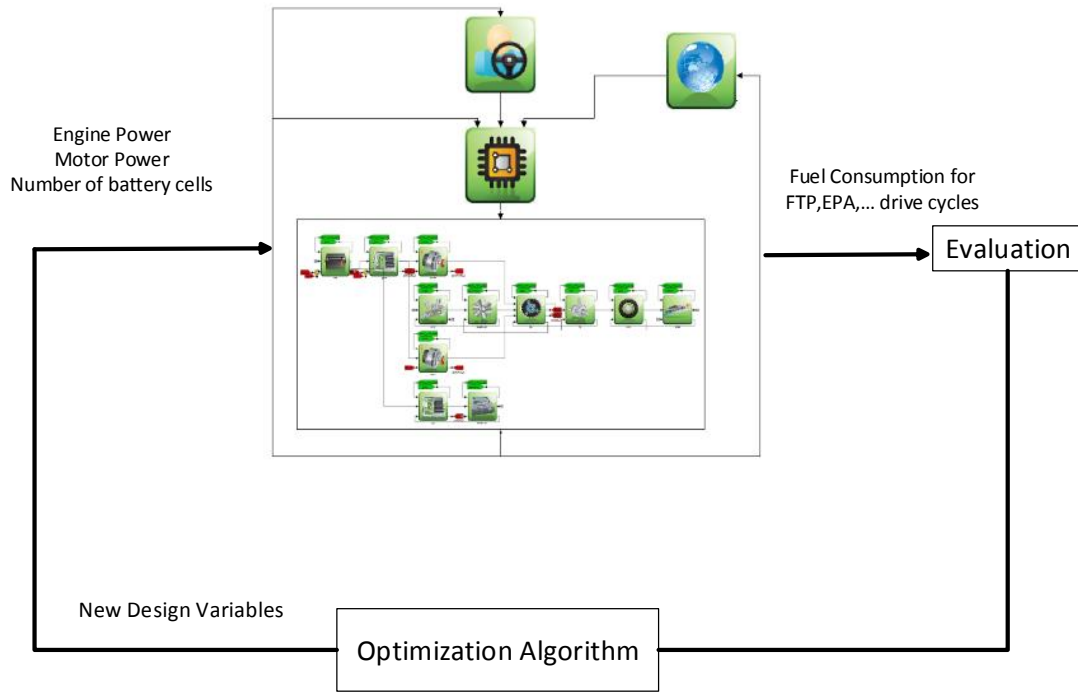 Engine Power
Motor Power
Number of battery cells
Fuel Consumption for
FTP,EPA,... drive cycles
Evaluation
New Design Variables
Optimization Algorithm